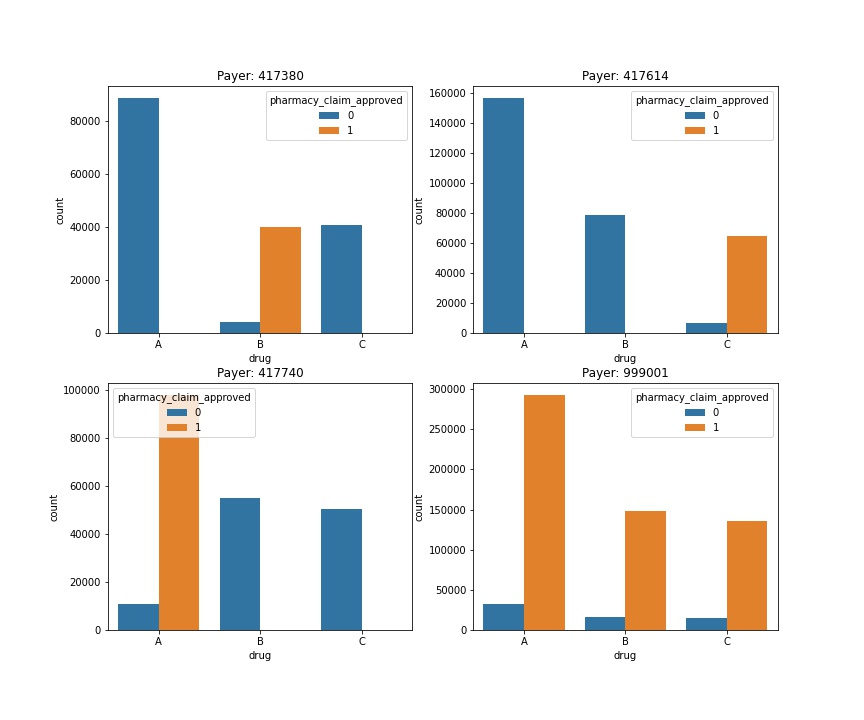 Payer: 417380
pharmacy_claim_approved
0
1
80000
60000
40000
20000
0
count
A B C
drug
Payer: 417614
pharmacy_claim_approved
0
1
160000
140000
120000
100000
80000
60000
40000
20000
0
count
A B C
drug
Payer: 417740
pharmacy_claim_approved
0
1
100000
80000
60000
40000
20000
0
count
A B C
drug
Payer: 999001
pharmacy_claim_approved
0
1
300000
250000
200000
150000
100000
50000
0
count
A B C
drug